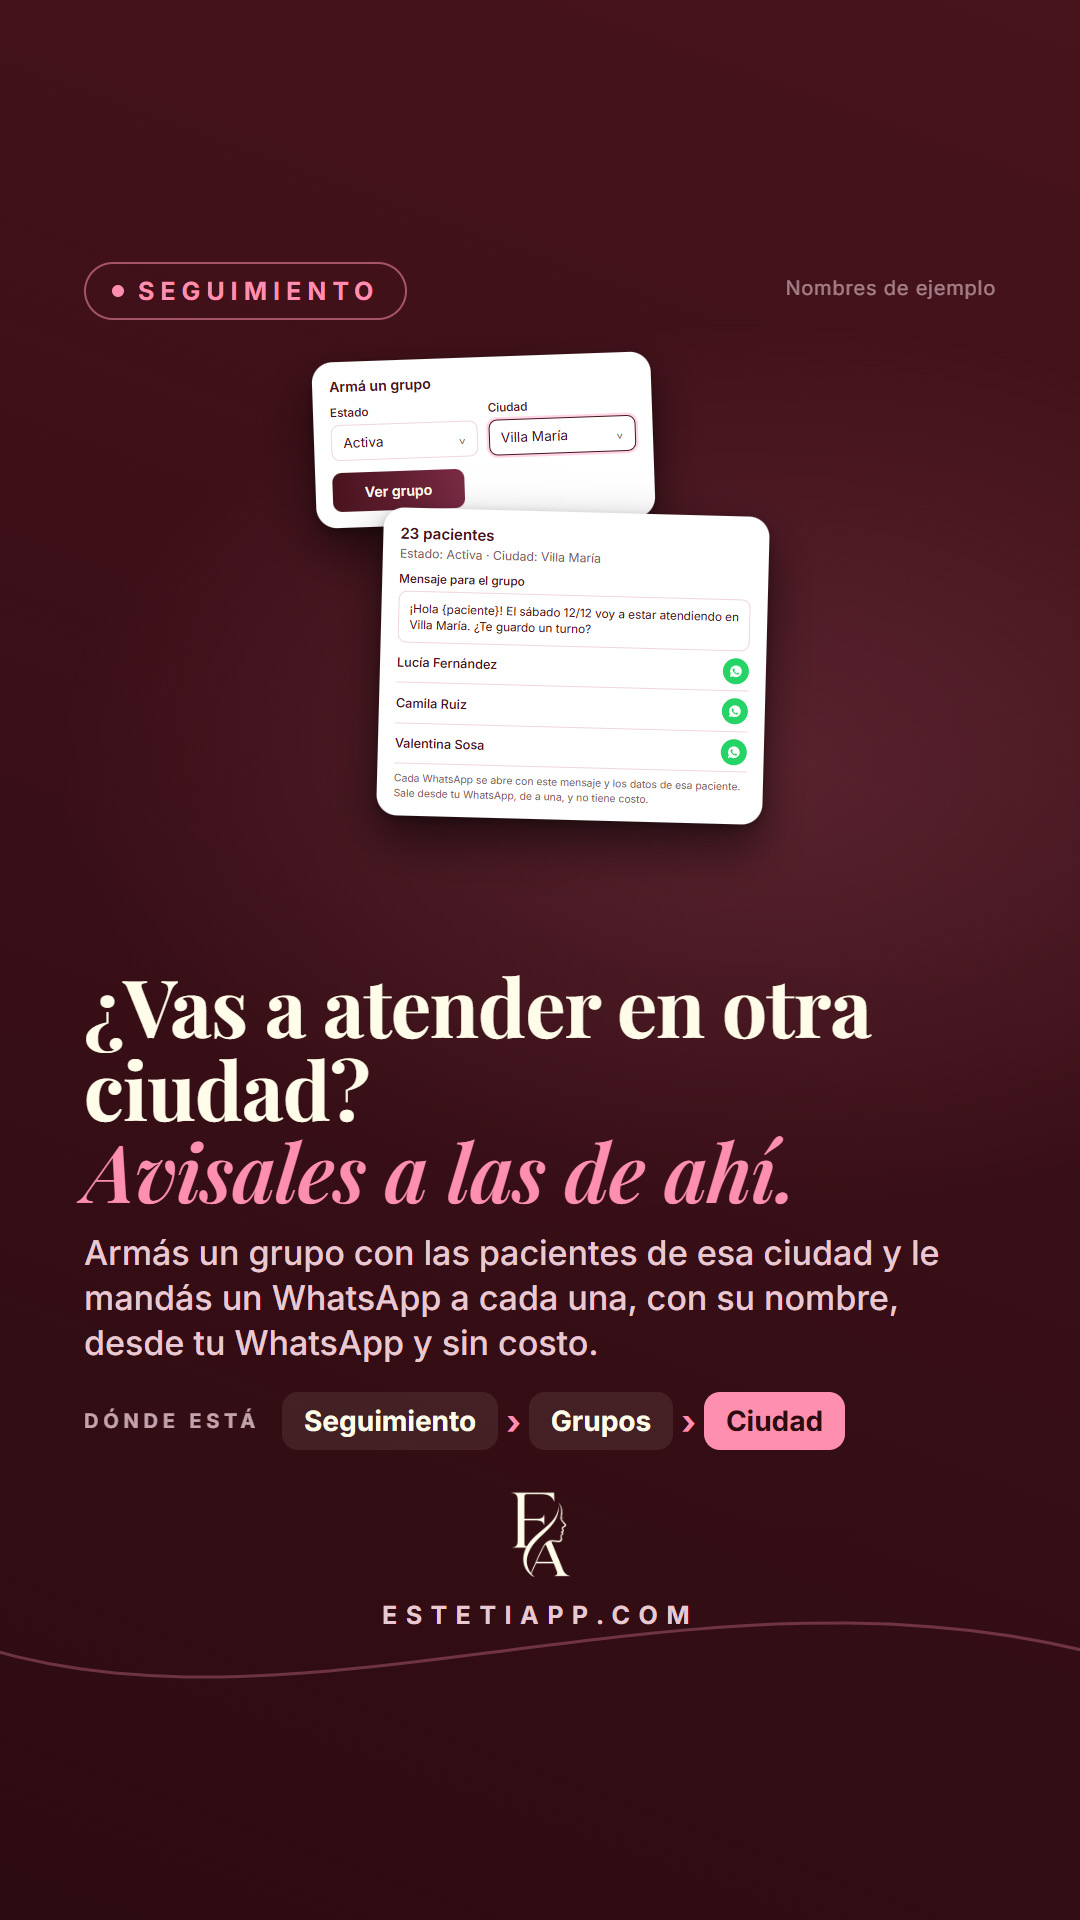 SEGUIMIENTO
Nombres de ejemplo
Armá un grupo
Estado
Ciudad
Activa
Villa María
Ver grupo
23 pacientes
Estado: Activa · Ciudad: Villa María
Mensaje para el grupo
¡Hola {paciente}! El sábado 12/12 voy a estar atendiendo en
Villa María. ¿Te guardo un turno?
Lucía Fernández
Camila Ruiz
Valentina Sosa
Cada WhatsApp se abre con este mensaje y los datos de esa paciente.
Sale desde tu WhatsApp, de a una, y no tiene costo.
¿Vas a atender en otra
ciudad?
Avisales a las de ahí.
Armás un grupo con las pacientes de esa ciudad y le
mandás un WhatsApp a cada una, con su nombre,
desde tu WhatsApp y sin costo.
DÓNDE ESTÁ Seguimiento › Grupos › Ciudad
EA
ESTETIAPP.COM